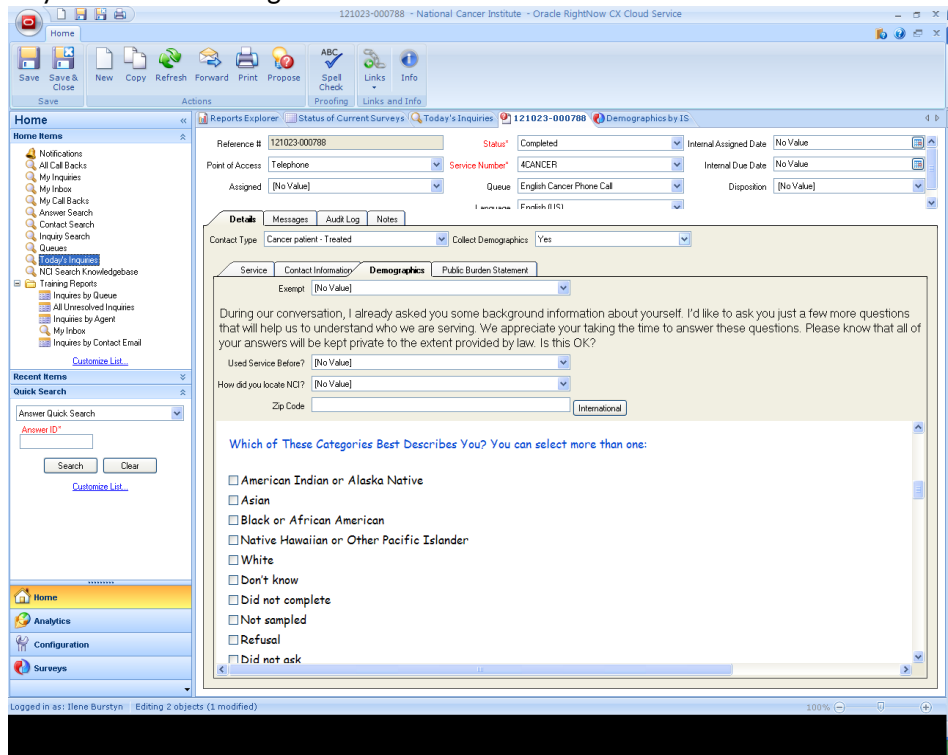 121023-000788 - National Cancer Institute - Oracle RightNow CX Cloud Service
Home
Save
Save & Close
New
Copy
Refresh
Forward
Print
Propose
ABC
Spell Check
Links
Info
Save
Actions
Proofing
Links and Info
Home
Home Items
Notifications
All Call Backs
My Inquiries
My Inbox
My Call Backs
Answer Search
Contact Search
Inquiry Search
Queues
Today's Inquiries
NCI Search Knowledgebase
Training Reports
Inquires by Queue
All Unresolved Inquiries
Inquiries by Agent
My Inbox
Inquires by Contact Email
Customize List...
Recent Items
Quick Search
Answer Quick Search
Answer ID*
Search Clear
Customize List...
Home
Analytics
Configuration
Surveys
Reports Explorer Status of Current Surveys Today's Inquiries 121023-000788 Demographics by IS
Reference # 121023-000788 Status* Completed Internal Assigned Date No Value
Point of Access Telephone Service Number* 4CANCER Internal Due Date No Value
Assigned [No Value] Queue English Cancer Phone Call Disposition [No Value]
Language English (US)
Details Messages Audit Log Notes
Contact Type Cancer patient - Treated Collect Demographics Yes
Service Contact Information Demographics Public Burden Statement
Exempt [No Value]
During our conversation, I already asked you some background information about yourself. I'd like to ask you just a few more questions
that will help us to understand who we are serving. We appreciate your taking the time to answer these questions. Please know that all of
your answers will be kept private to the extent provided by law. Is this OK?
Used Service Before? [No Value]
How did you locate NCI? [No Value]
Zip Code International
Which of These Categories Best Describes You? You can select more than one:
American Indian or Alaska Native
Asian
Black or African American
Native Hawaiian or Other Pacific Islander
White
Don't know
Did not complete
Not sampled
Refusal
Did not ask
Logged in as: Ilene Burstyn Editing 2 objects (1 modified) 100%